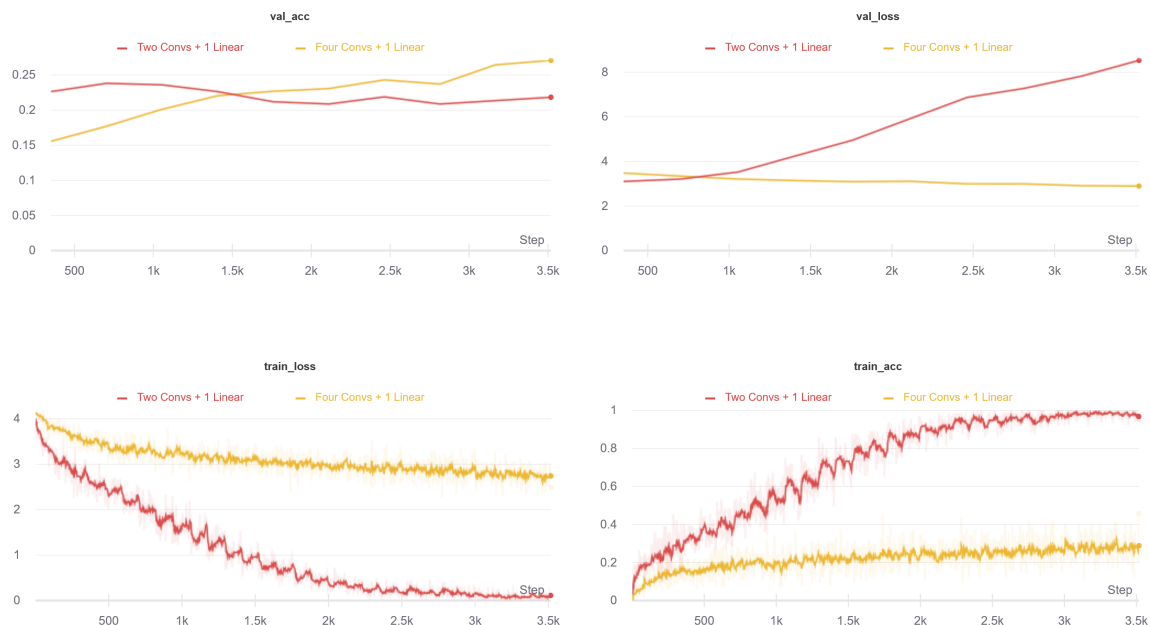 val_acc
Two Convs + 1 Linear Four Convs + 1 Linear
0.25
0.2
0.15
0.1
0.05
0
Step
500 1k 1.5k 2k 2.5k 3k 3.5k
val_loss
Two Convs + 1 Linear Four Convs + 1 Linear
8
6
4
2
0
Step
500 1k 1.5k 2k 2.5k 3k 3.5k
train_loss
Two Convs + 1 Linear Four Convs + 1 Linear
4
3
2
1
0
Step
500 1k 1.5k 2k 2.5k 3k 3.5k
train_acc
Two Convs + 1 Linear Four Convs + 1 Linear
1
0.8
0.6
0.4
0.2
0
Step
500 1k 1.5k 2k 2.5k 3k 3.5k